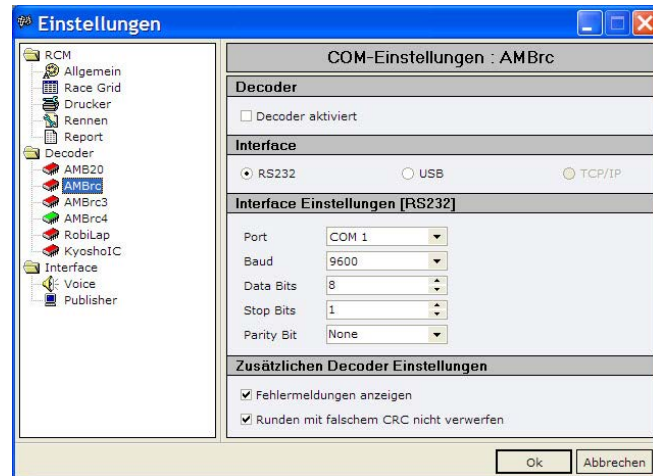 Einstellungen
RCM
Allgemein
Race Grid
Drucker
Rennen
Report
Decoder
AMB20
AMBrc
AMBrc3
AMBrc4
RobiLap
KyoshoIC
Interface
Voice
Publisher
COM-Einstellungen : AMBrc
Decoder
Decoder aktiviert
Interface
RS232 USB TCP/IP
Interface Einstellungen [RS232]
Port COM 1
Baud 9600
Data Bits 8
Stop Bits 1
Parity Bit None
Zusätzlichen Decoder Einstellungen
Fehlermeldungen anzeigen
Runden mit falschem CRC nicht verwerfen
Ok Abbrechen